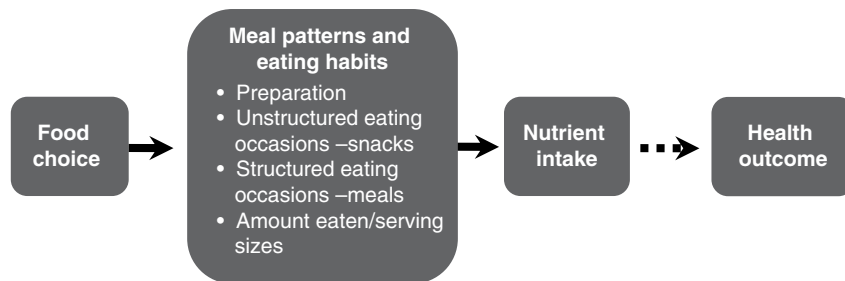 Food
choice
Meal patterns and
eating habits
• Preparation
• Unstructured eating
occasions –snacks
• Structured eating
occasions –meals
• Amount eaten/serving
sizes
Nutrient
intake
Health
outcome